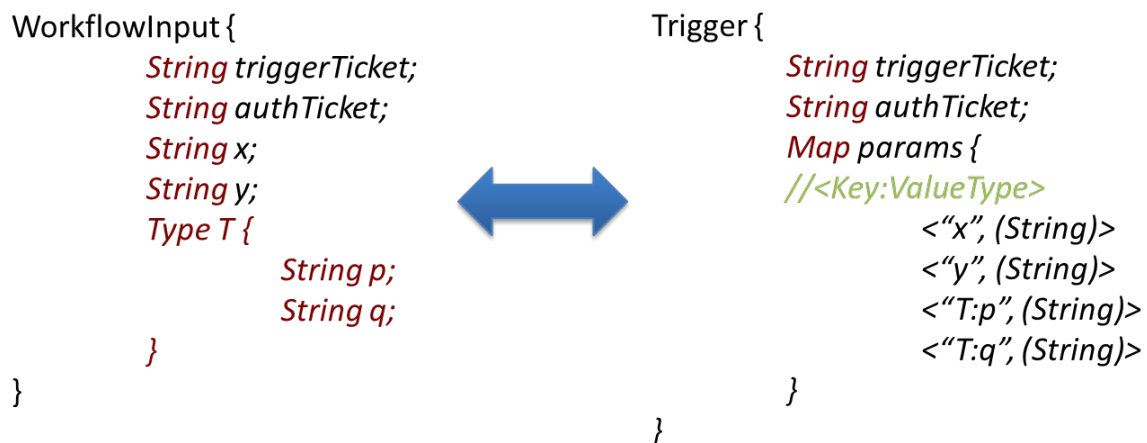 WorkflowInput {
String triggerTicket;
String authTicket;
String x;
String y;
Type T {
String p;
String q;
}
}
Trigger {
String triggerTicket;
String authTicket;
Map params {
//<Key:ValueType>
<“x”, (String)>
<“y”, (String)>
<“T:p”, (String)>
<“T:q”, (String)>
}
}